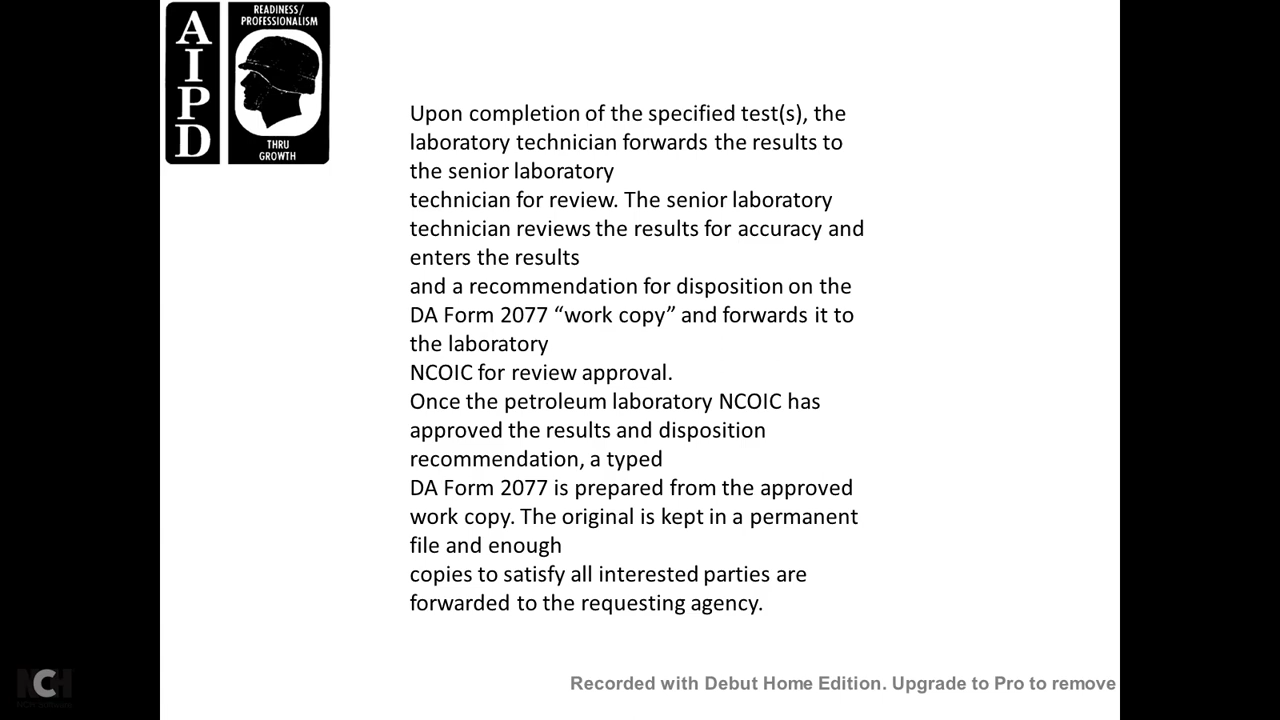 A
I
P
D
READINESS/
PROFESSIONALISM
THRU
GROWTH
Upon completion of the specified test(s), the
laboratory technician forwards the results to
the senior laboratory
technician for review. The senior laboratory
technician reviews the results for accuracy and
enters the results
and a recommendation for disposition on the
DA Form 2077 “work copy” and forwards it to
the laboratory
NCOIC for review approval.
Once the petroleum laboratory NCOIC has
approved the results and disposition
recommendation, a typed
DA Form 2077 is prepared from the approved
work copy. The original is kept in a permanent
file and enough
copies to satisfy all interested parties are
forwarded to the requesting agency.
NCH
Recorded with Debut Home Edition. Upgrade to Pro to remove